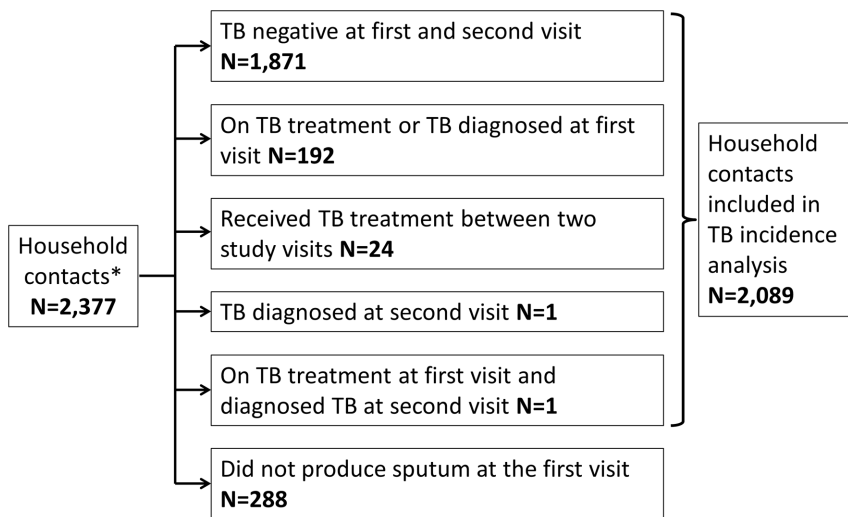 TB negative at first and second visit
N=1,871
On TB treatment or TB diagnosed at first
visit N=192
Received TB treatment between two
study visits N=24
TB diagnosed at second visit N=1
On TB treatment at first visit and
diagnosed TB at second visit N=1
Did not produce sputum at the first visit
N=288
Household
contacts*
N=2,377
Household
contacts
included in
TB incidence
analysis
N=2,089